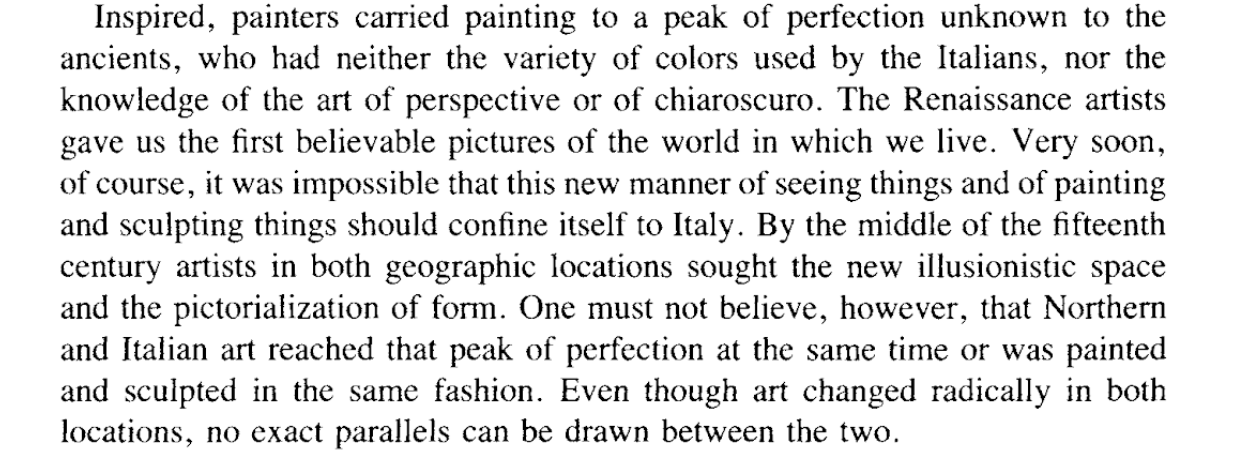 Inspired, painters carried painting to a peak of perfection unknown to the
ancients, who had neither the variety of colors used by the Italians, nor the
knowledge of the art of perspective or of chiaroscuro. The Renaissance artists
gave us the first believable pictures of the world in which we live. Very soon,
of course, it was impossible that this new manner of seeing things and of painting
and sculpting things should confine itself to Italy. By the middle of the fifteenth
century artists in both geographic locations sought the new illusionistic space
and the pictorialization of form. One must not believe, however, that Northern
and Italian art reached that peak of perfection at the same time or was painted
and sculpted in the same fashion. Even though art changed radically in both
locations, no exact parallels can be drawn between the two.